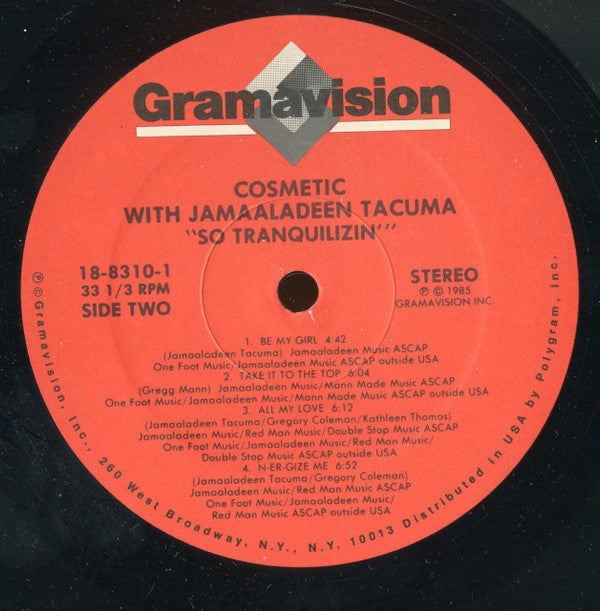 Gramavision
COSMETIC
WITH JAMAALADEEN TACUMA
"SO TRANQUILIZIN'"
18-8310-1
33 1/3 RPM
SIDE TWO
STEREO
℗ © 1985
GRAMAVISION INC.
1. BE MY GIRL 4:42
(Jamaaladeen Tacuma) Jamaaladeen Music ASCAP
One Foot Music/Jamaaladeen Music ASCAP outside USA
2. TAKE IT TO THE TOP 6:04
(Gregg Mann) Jamaaladeen Music/Mann Made Music ASCAP
One Foot Music/Jamaaladeen Music/Mann Made Music ASCAP outside USA
3. ALL MY LOVE 6:12
(Jamaaladeen Tacuma/Gregory Coleman/Kathleen Thomas)
Jamaaladeen Music/Red Man Music/Double Stop Music ASCAP
One Foot Music/Jamaaladeen Music/Red Man Music/
Double Stop Music ASCAP outside USA
4. N-ER-GIZE ME 6:52
(Jamaaladeen Tacuma/Gregory Coleman)
Jamaaladeen Music/Red Man Music ASCAP
One Foot Music/Jamaaladeen Music/
Red Man Music ASCAP outside USA
℗ © Gramavision, Inc., 260 West Broadway, N.Y., N.Y. 10013 Distributed in USA by Polygram, Inc.